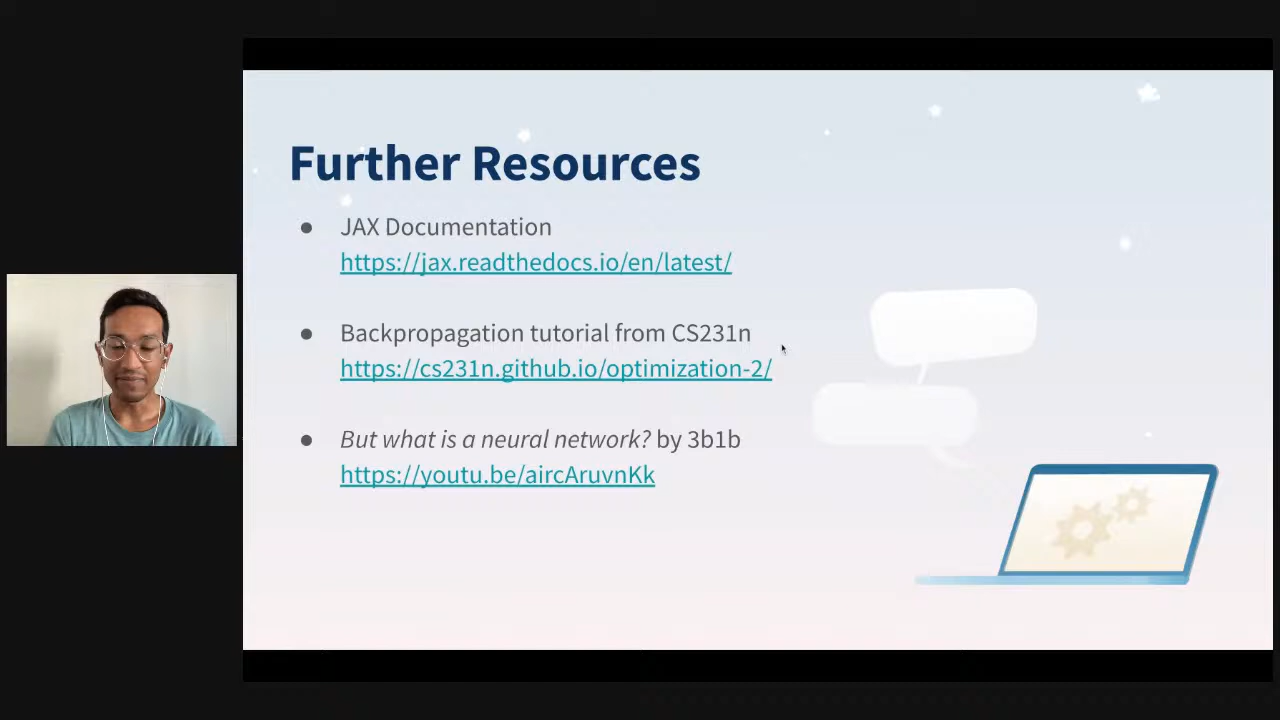 Further Resources
● JAX Documentation
https://jax.readthedocs.io/en/latest/
● Backpropagation tutorial from CS231n
https://cs231n.github.io/optimization-2/
● But what is a neural network? by 3b1b
https://youtu.be/aircAruvnKk